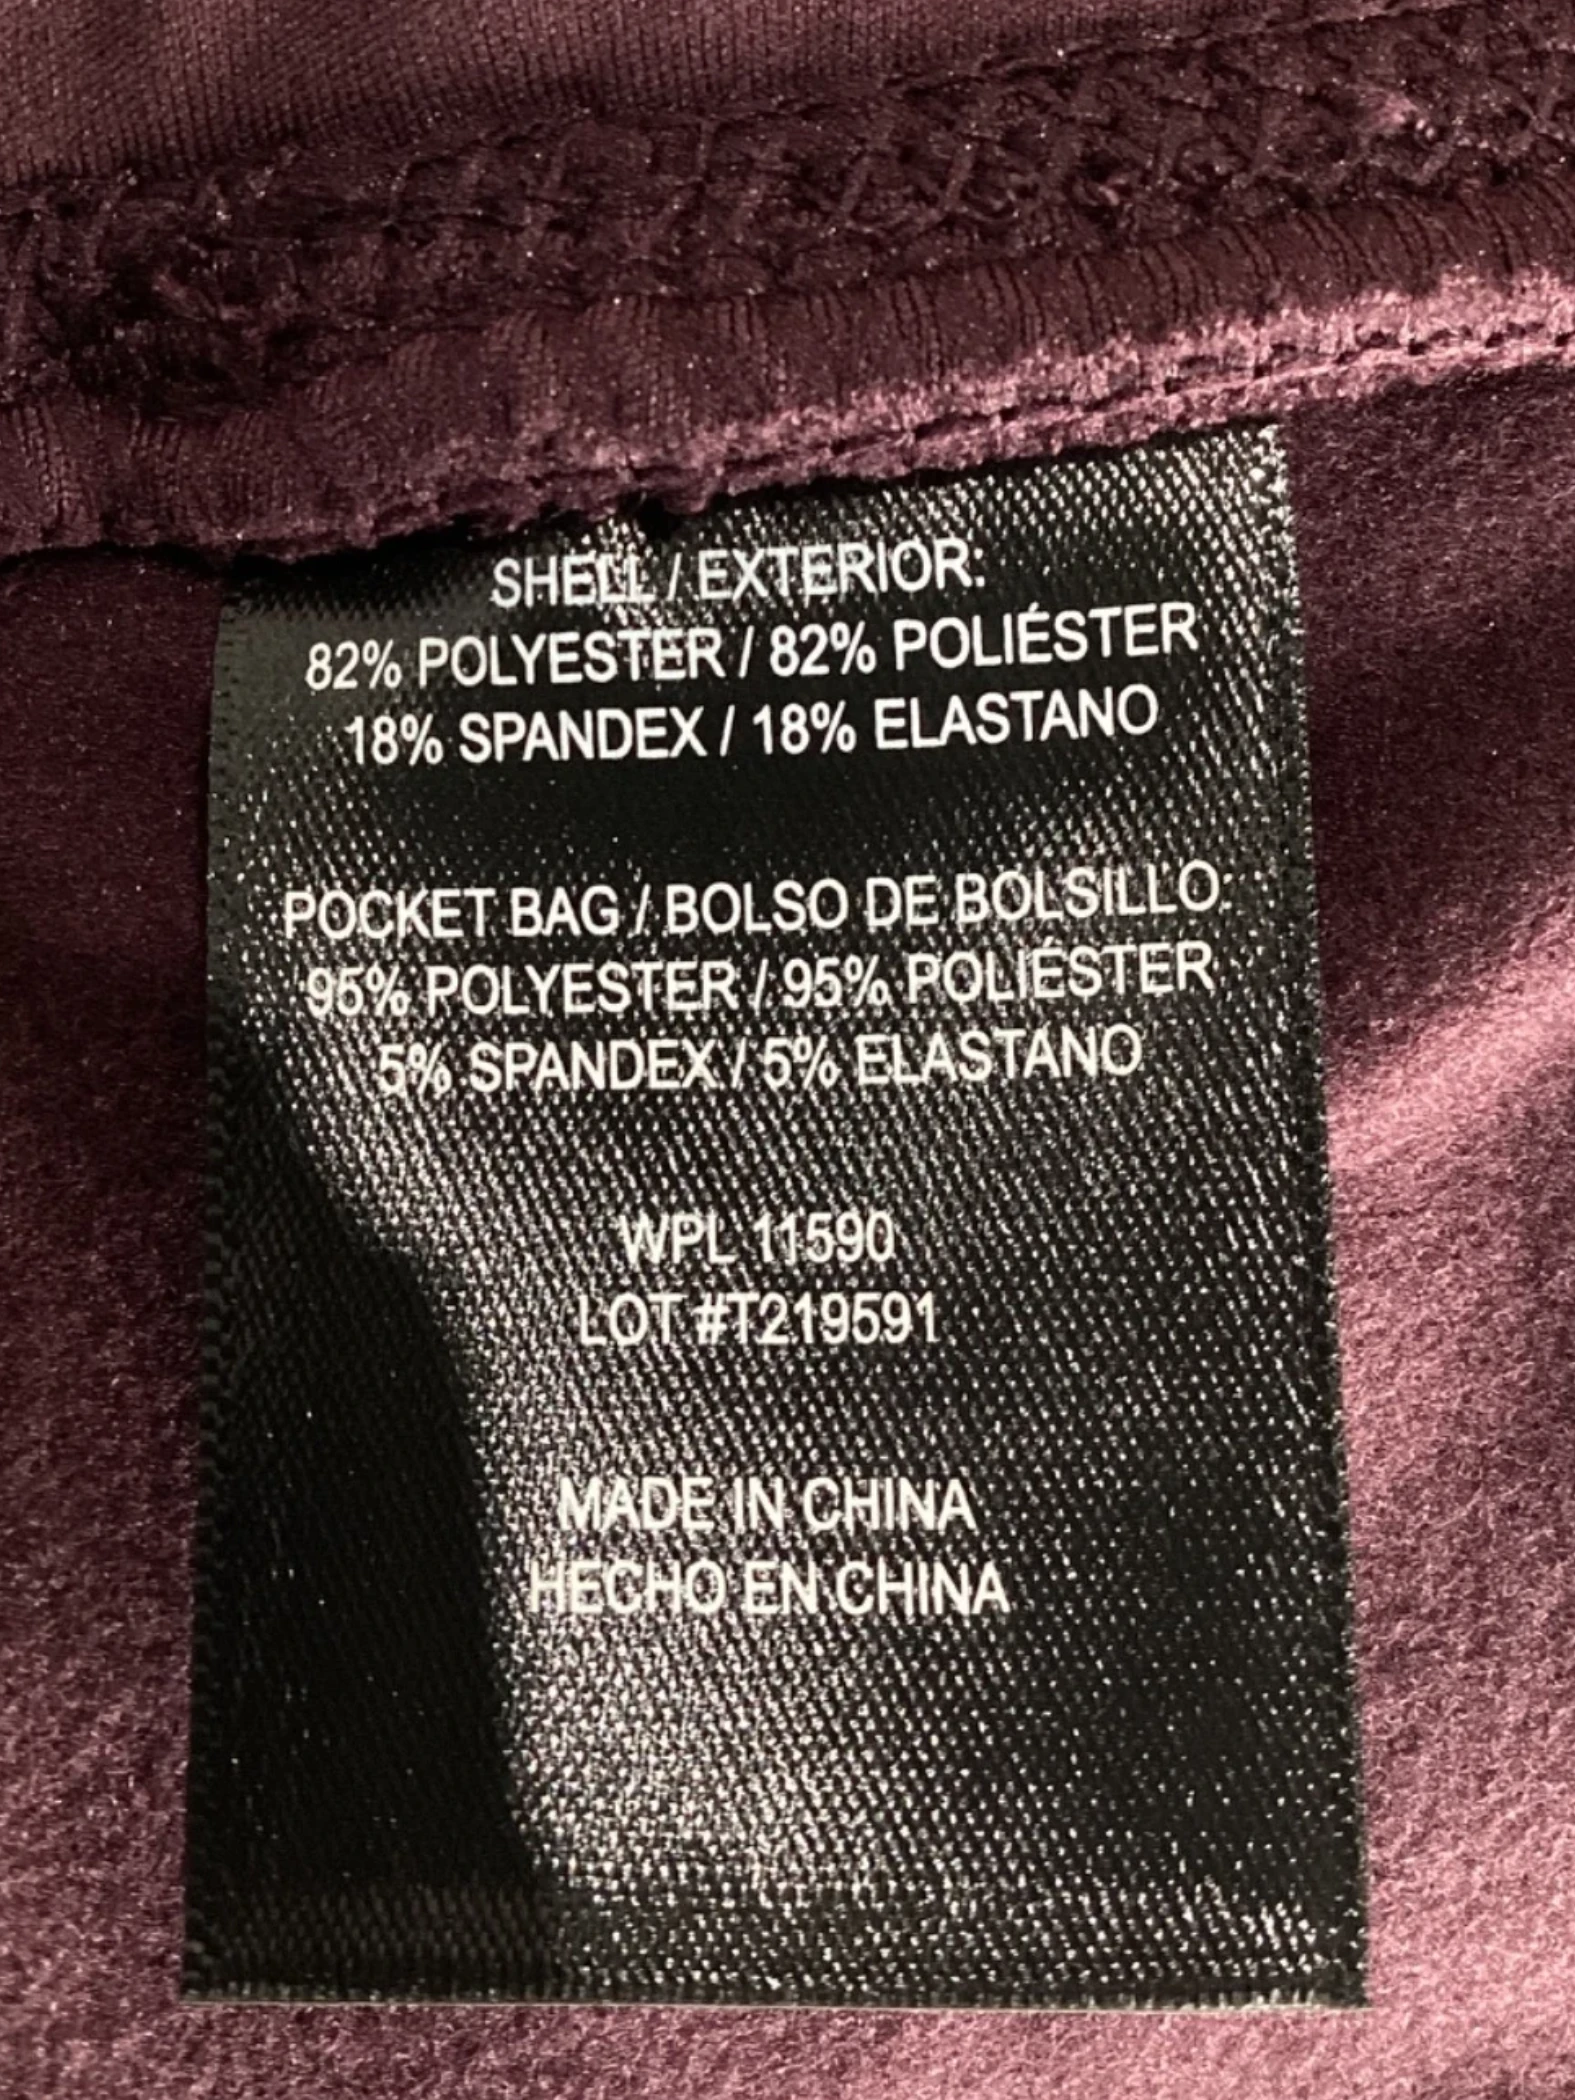 SHELL / EXTERIOR:
82% POLYESTER / 82% POLIÉSTER
18% SPANDEX / 18% ELASTANO
POCKET BAG / BOLSO DE BOLSILLO:
95% POLYESTER / 95% POLIÉSTER
5% SPANDEX / 5% ELASTANO
WPL 11590
LOT #T219591
MADE IN CHINA
HECHO EN CHINA